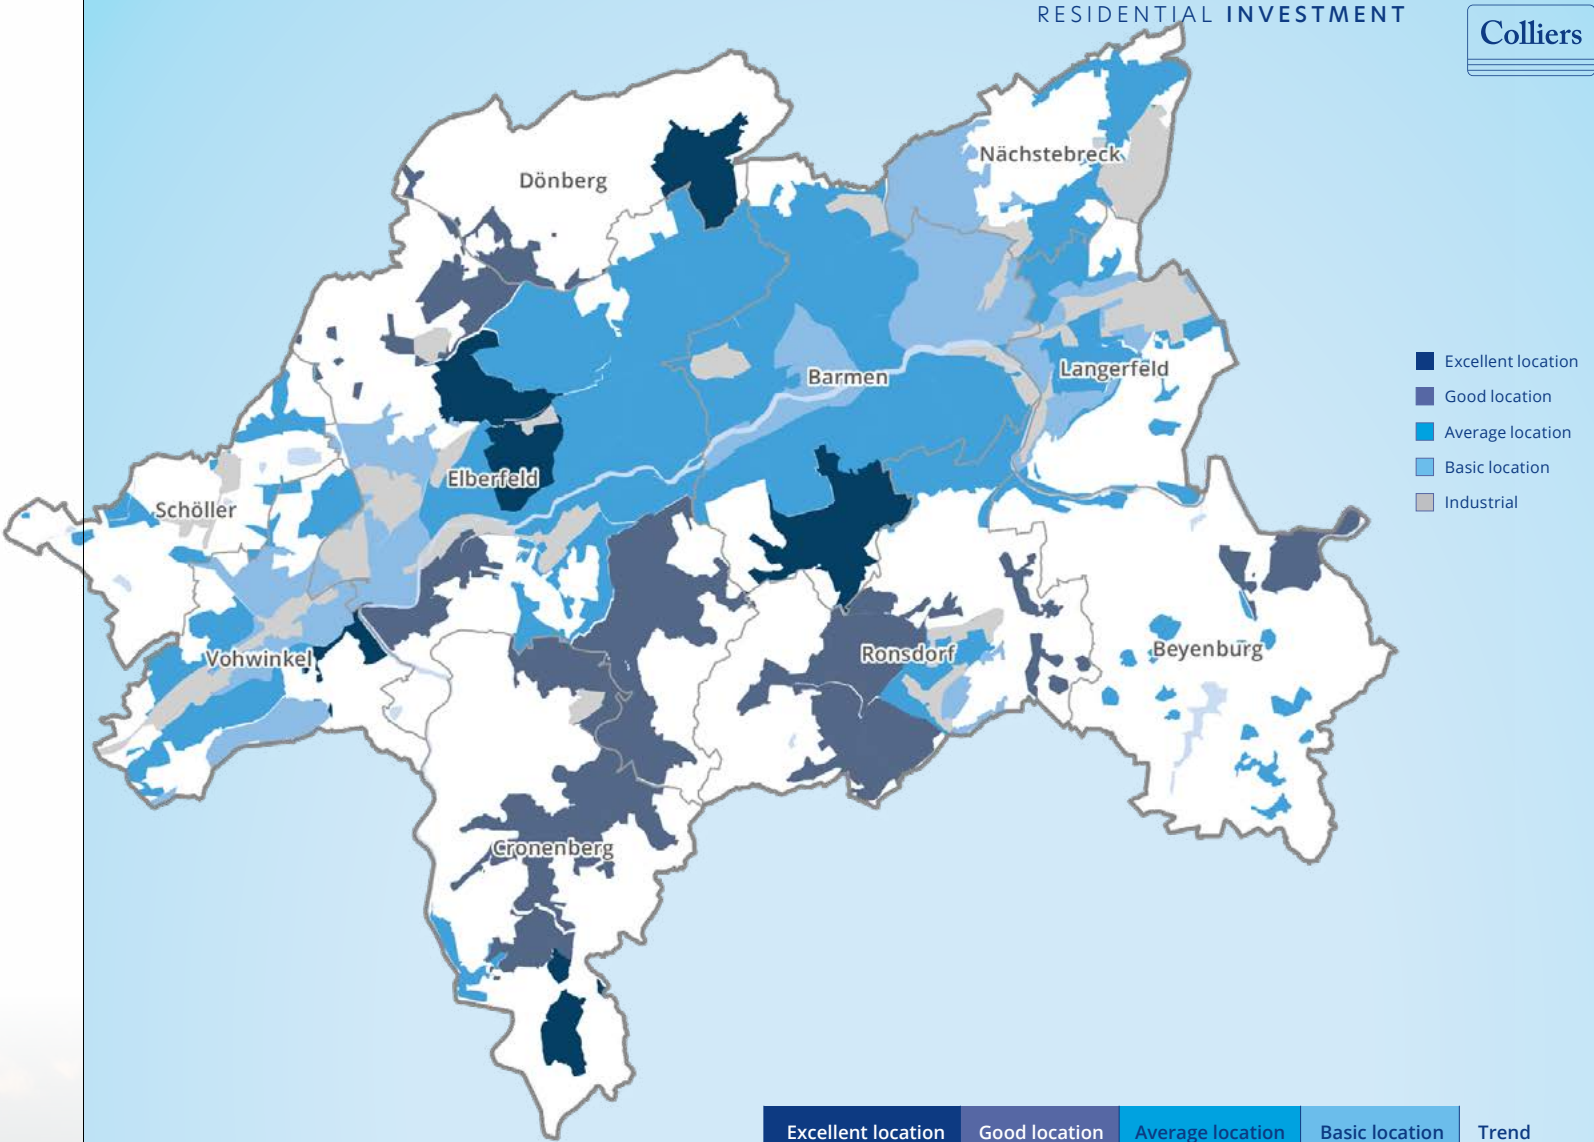 RESIDENTIAL INVESTMENT
Colliers
Nächstebreck
Dönberg
Langerfeld
Barmen
Elberfeld
Schöller
Vohwinkel
Ronsdorf
Beyenburg
Cronenberg
Excellent location
Good location
Average location
Basic location
Industrial
Excellent location Good location Average location Basic location Trend